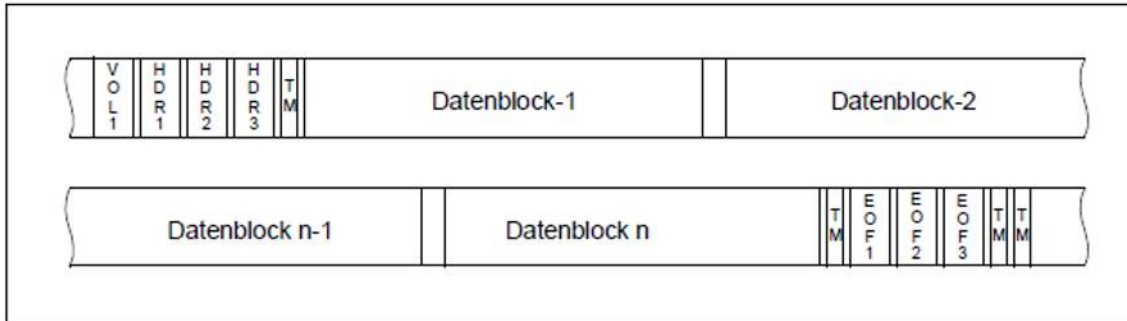 VOL1 HDR1 HDR2 HDR3 TM Datenblock-1 Datenblock-2
Datenblock n-1 Datenblock n TM EOF1 EOF2 EOF3 TM TM